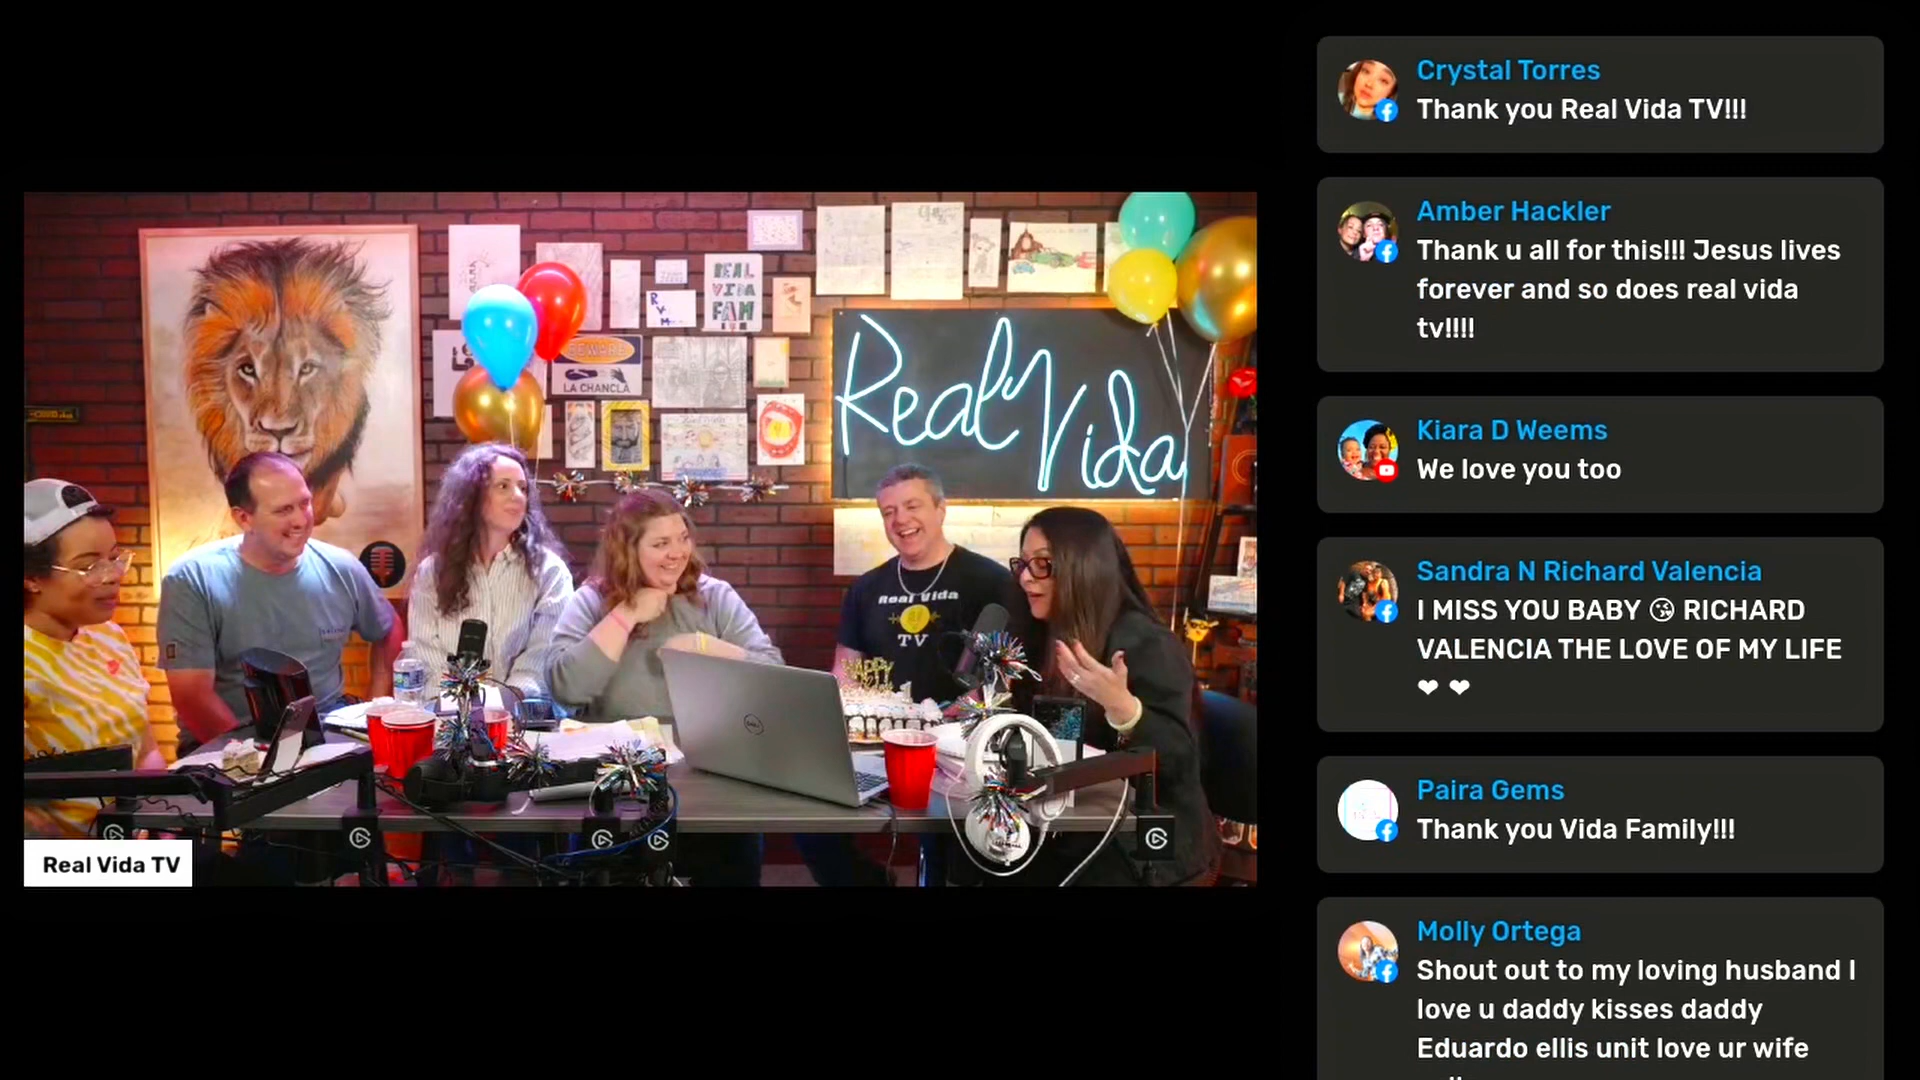 Crystal Torres
Thank you Real Vida TV!!!
Amber Hackler
Thank u all for this!!! Jesus lives
forever and so does real vida
tv!!!!
Kiara D Weems
We love you too
Sandra N Richard Valencia
I MISS YOU BABY 😘 RICHARD
VALENCIA THE LOVE OF MY LIFE
❤ ❤
Paira Gems
Thank you Vida Family!!!
Molly Ortega
Shout out to my loving husband I
love u daddy kisses daddy
Eduardo ellis unit love ur wife
REAL
VIDA
FAM
BEWARE
LA CHANCLA
Real Vida
Real Vida
TV
HAPPY
DELL
Real Vida TV